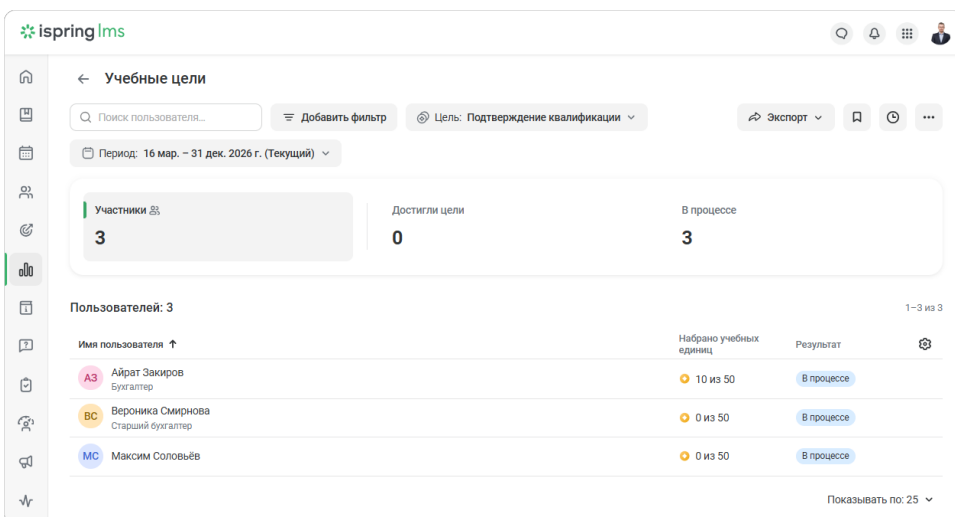 ispring lms
Учебные цели
Поиск пользователя...
Добавить фильтр
Цель: Подтверждение квалификации
Экспорт
Период: 16 мар. – 31 дек. 2026 г. (Текущий)
Участники
Достигли цели
В процессе
3
0
3
Пользователей: 3
1–3 из 3
Имя пользователя
Набрано учебных
единиц
Результат
АЗ
Айрат Закиров
Бухгалтер
10 из 50
В процессе
ВС
Вероника Смирнова
Старший бухгалтер
0 из 50
В процессе
МС
Максим Соловьёв
0 из 50
В процессе
Показывать по: 25